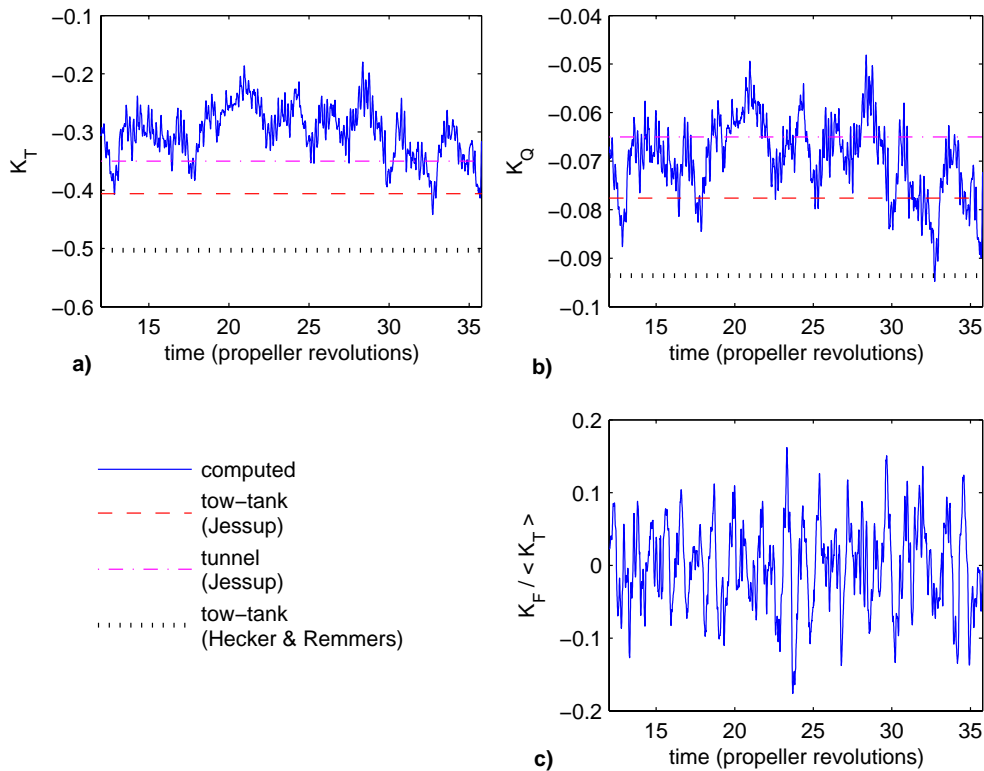 −0.1
−0.2
−0.3
−0.4
−0.5
−0.6
K_T
15 20 25 30 35
time (propeller revolutions)
a)
−0.04
−0.05
−0.06
−0.07
−0.08
−0.09
−0.1
K_Q
15 20 25 30 35
time (propeller revolutions)
b)
computed
tow−tank
(Jessup)
tunnel
(Jessup)
tow−tank
(Hecker & Remmers)
0.2
0.1
0
−0.1
−0.2
K_F / < K_T >
15 20 25 30 35
time (propeller revolutions)
c)